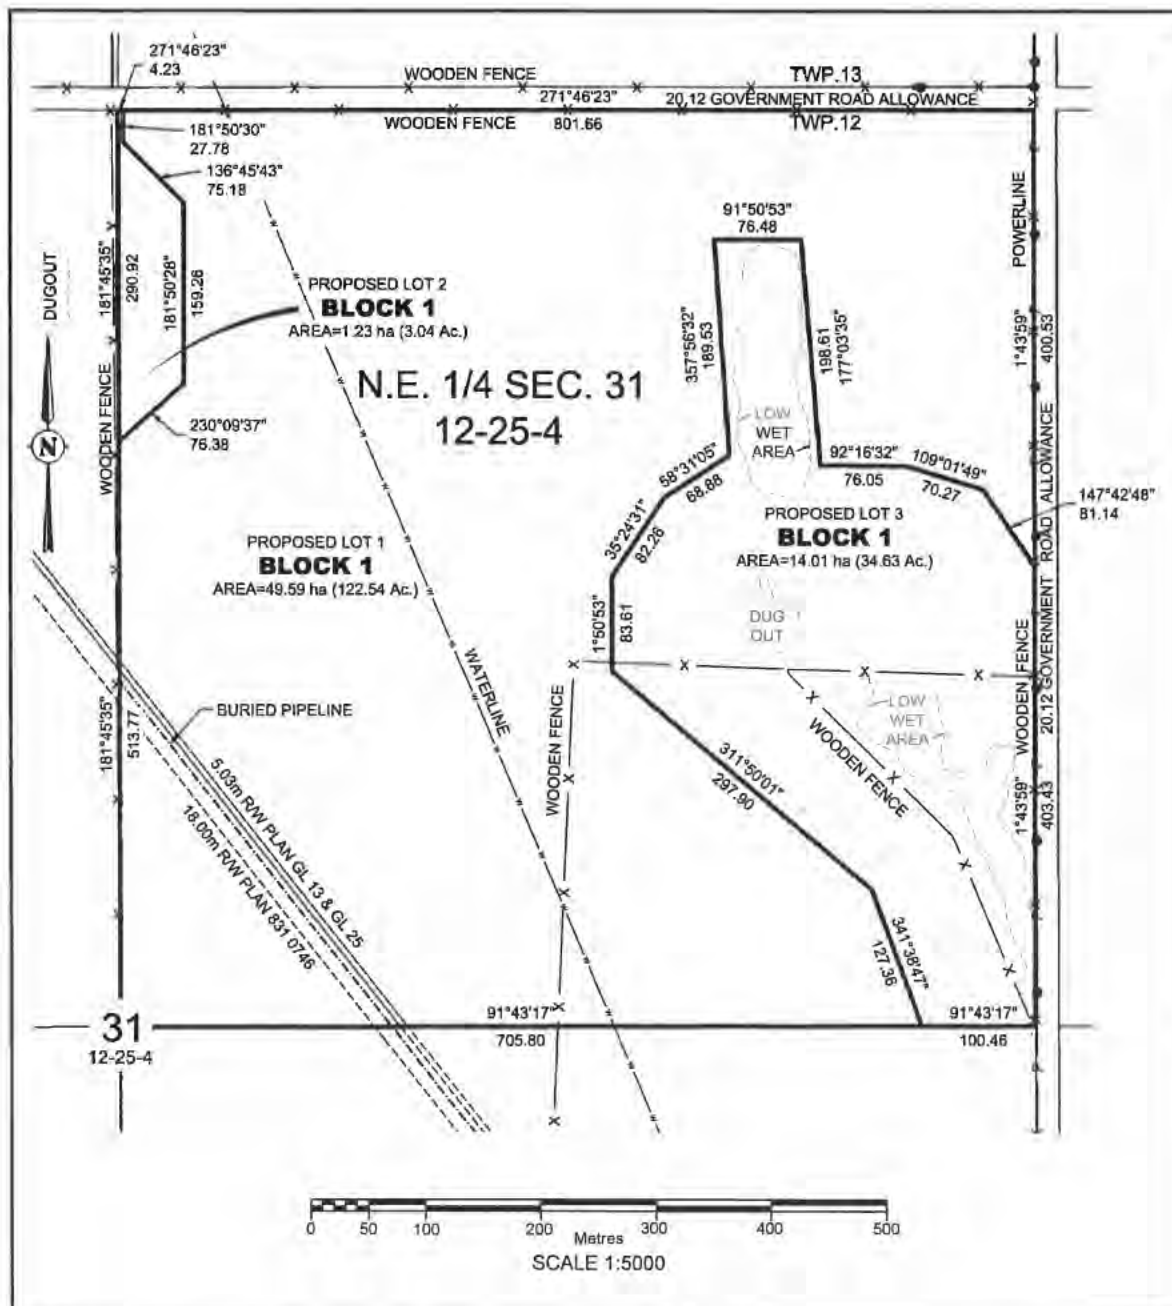 271°46'23"
4.23
WOODEN FENCE
TWP.13
271°46'23"
20.12 GOVERNMENT ROAD ALLOWANCE
WOODEN FENCE
801.66
TWP.12
181°50'30"
27.78
136°45'43"
75.18
91°50'53"
76.48
POWERLINE
DUGOUT
181°45'35"
290.92
181°50'28"
159.26
PROPOSED LOT 2
BLOCK 1
AREA=1.23 ha (3.04 Ac.)
357°56'32"
189.53
198.61
177°03'35"
1°43'59"
400.53
N.E. 1/4 SEC. 31
12-25-4
LOW
WET
AREA
WOODEN FENCE
N
230°09'37"
76.38
58°31'05"
68.88
92°16'32"
76.05
109°01'49"
70.27
147°42'48"
81.14
35°24'31"
82.28
PROPOSED LOT 1
BLOCK 1
AREA=49.59 ha (122.54 Ac.)
PROPOSED LOT 3
BLOCK 1
AREA=14.01 ha (34.63 Ac.)
20.12 GOVERNMENT ROAD ALLOWANCE
1°50'53"
83.61
DUG
OUT
WATERLINE
WOODEN FENCE
WOODEN FENCE
LOW
WET
AREA
WOODEN FENCE
181°45'35"
513.77
BURIED PIPELINE
5.03m R/W PLAN GL 13 & GL 25
18.00m R/W PLAN 831 0746
311°50'01"
297.90
1°43'59"
403.43
341°38'47"
127.36
31
12-25-4
91°43'17"
705.80
91°43'17"
100.46
0 50 100 200 300 400 500
Metres
SCALE 1:5000